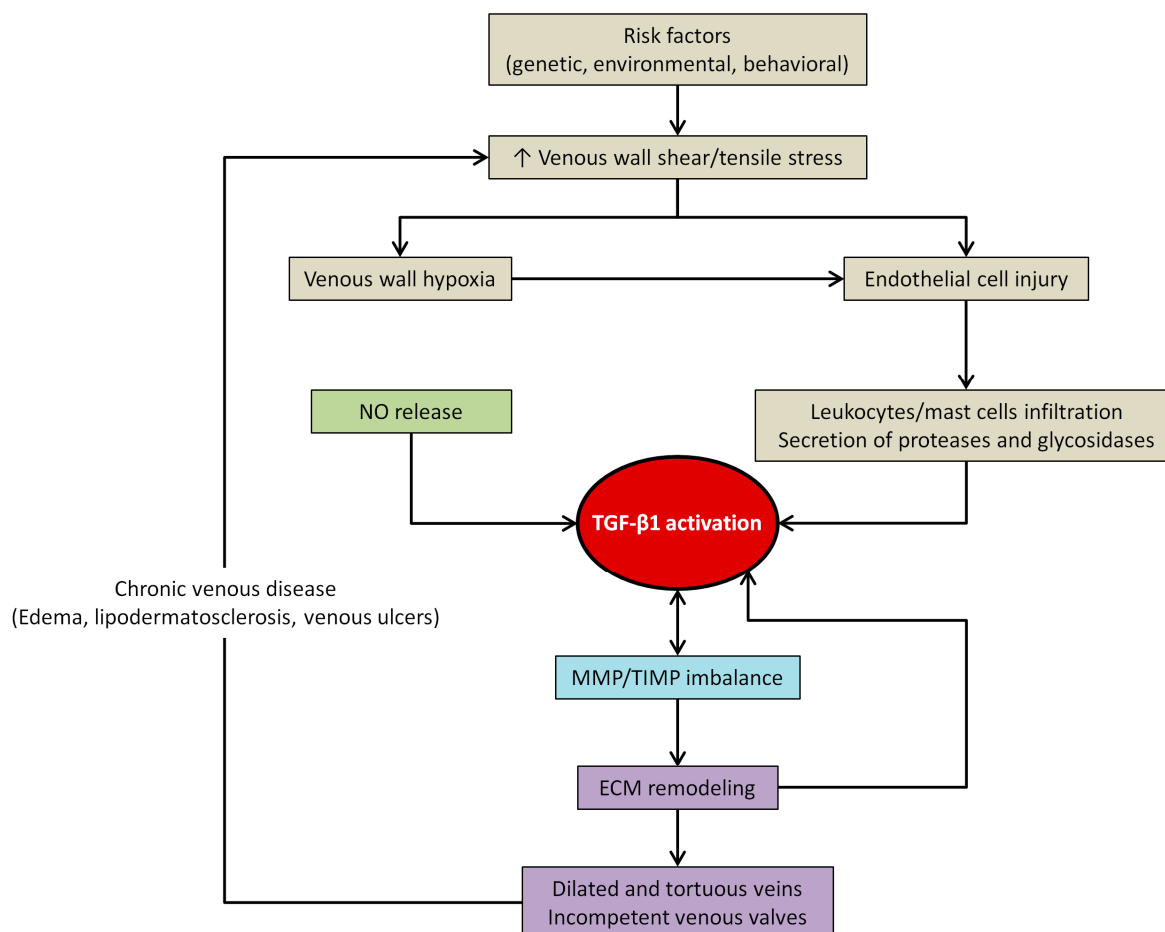 Risk factors
(genetic, environmental, behavioral)
↑ Venous wall shear/tensile stress
Venous wall hypoxia
Endothelial cell injury
NO release
Leukocytes/mast cells infiltration
Secretion of proteases and glycosidases
TGF-β1 activation
Chronic venous disease
(Edema, lipodermatosclerosis, venous ulcers)
MMP/TIMP imbalance
ECM remodeling
Dilated and tortuous veins
Incompetent venous valves